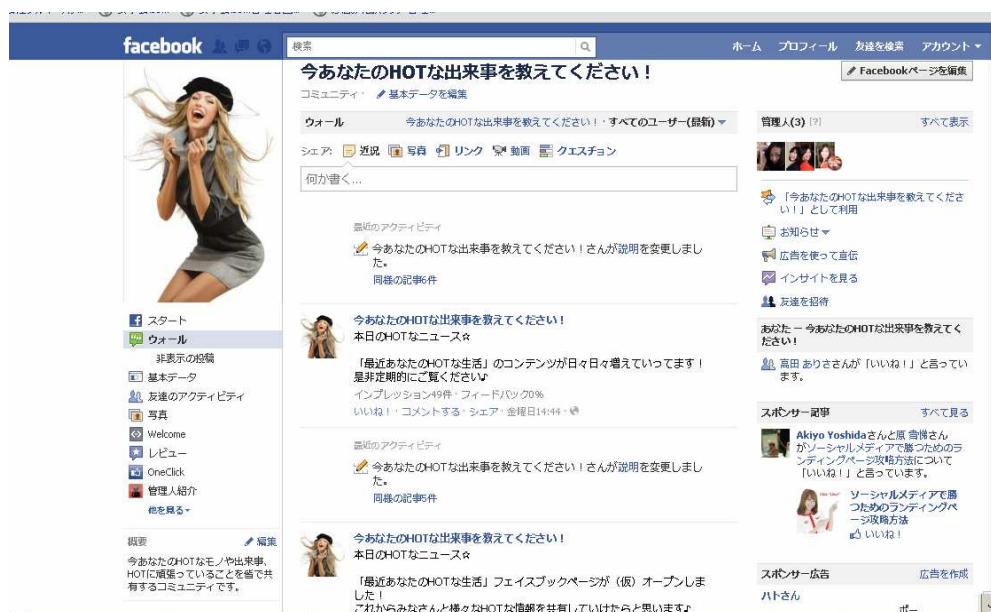 facebook
検索
ホーム プロフィール 友達を検索 アカウント
今あなたのHOTな出来事を教えてください！
Facebookページを編集
コミュニティ · 基本データを編集
ウォール 今あなたのHOTな出来事を教えてください！ · すべてのユーザー(最新)
シェア: 近況 写真 リンク 動画 クエスチョン
何か書く...
最近のアクティビティ
今あなたのHOTな出来事を教えてください！さんが説明を変更しまし
た。
同様の記事6件
今あなたのHOTな出来事を教えてください！
本日のHOTなニュース☆
「最近あなたのHOTな生活」のコンテンツが日々日々増えていってます！
是非定期的にご覧ください♪
インプレッション49件 · フィードバック0%
いいね！ · コメントする · シェア · 金曜日14:44 ·
最近のアクティビティ
今あなたのHOTな出来事を教えてください！さんが説明を変更しまし
た。
同様の記事5件
今あなたのHOTな出来事を教えてください！
本日のHOTなニュース☆
「最近あなたのHOTな生活」フェイスブックページが（仮）オープンしま
した！
これからみなさんと様々なHOTな情報を共有していけたらと思います♪
スタート
ウォール
非表示の投稿
基本データ
友達のアクティビティ
写真
Welcome
レビュー
OneClick
管理人紹介
他を見る
概要 編集
今あなたのHOTなモノや出来事、
HOTに頑張っていることを皆で共
有するコミュニティです。
管理人(3) [?] すべて表示
「今あなたのHOTな出来事を教えてくださ
い！」として利用
お知らせ
広告を使って宣伝
インサイトを見る
友達を招待
あなた － 今あなたのHOTな出来事を教えてく
ださい！
高田 ありささんが「いいね！」と言ってい
ます。
スポンサー記事 すべて見る
Akiyo Yoshidaさんと原 さん
がソーシャルメディアで勝つためのラ
ンディングページ攻略方法について
「いいね！」と言っています。
ソーシャルメディアで勝
つためのランディングペ
ージ攻略方法
いいね！
スポンサー広告 広告を作成
ハトさん
ポー